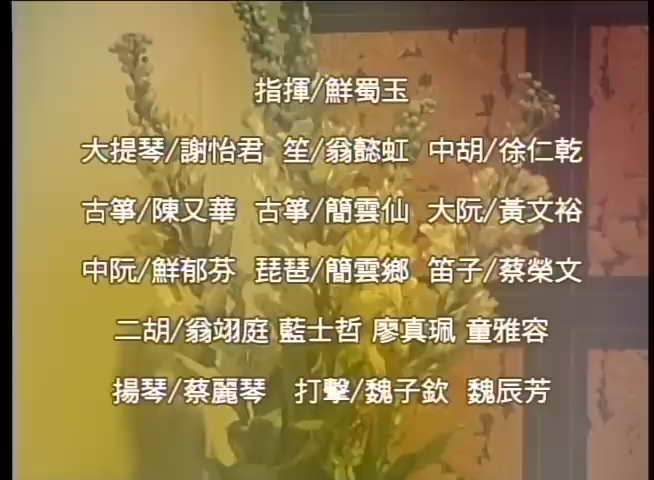 指揮/鮮蜀玉
大提琴/謝怡君 笙/翁懿虹 中胡/徐仁乾
古箏/陳又華 古箏/簡雲仙 大阮/黃文裕
中阮/鮮郁芬 琵琶/簡雲鄉 笛子/蔡榮文
二胡/翁翊庭 藍士哲 廖真珮 童雅容
揚琴/蔡麗琴 打擊/魏子欽 魏辰芳